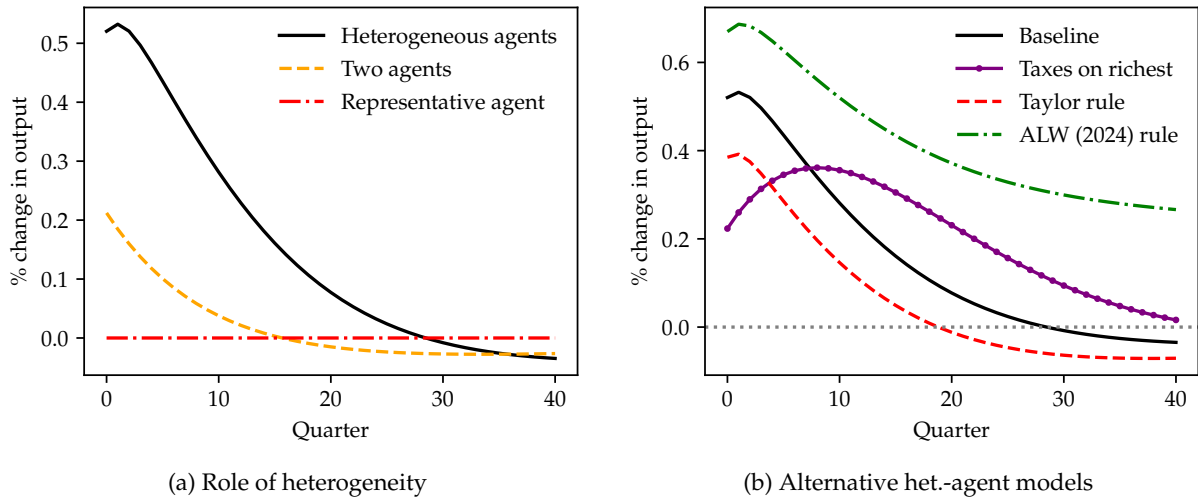 % change in output
0.5
0.4
0.3
0.2
0.1
0.0
Heterogeneous agents
Two agents
Representative agent
0 10 20 30 40
Quarter
(a) Role of heterogeneity
% change in output
0.6
0.4
0.2
0.0
Baseline
Taxes on richest
Taylor rule
ALW (2024) rule
0 10 20 30 40
Quarter
(b) Alternative het.-agent models